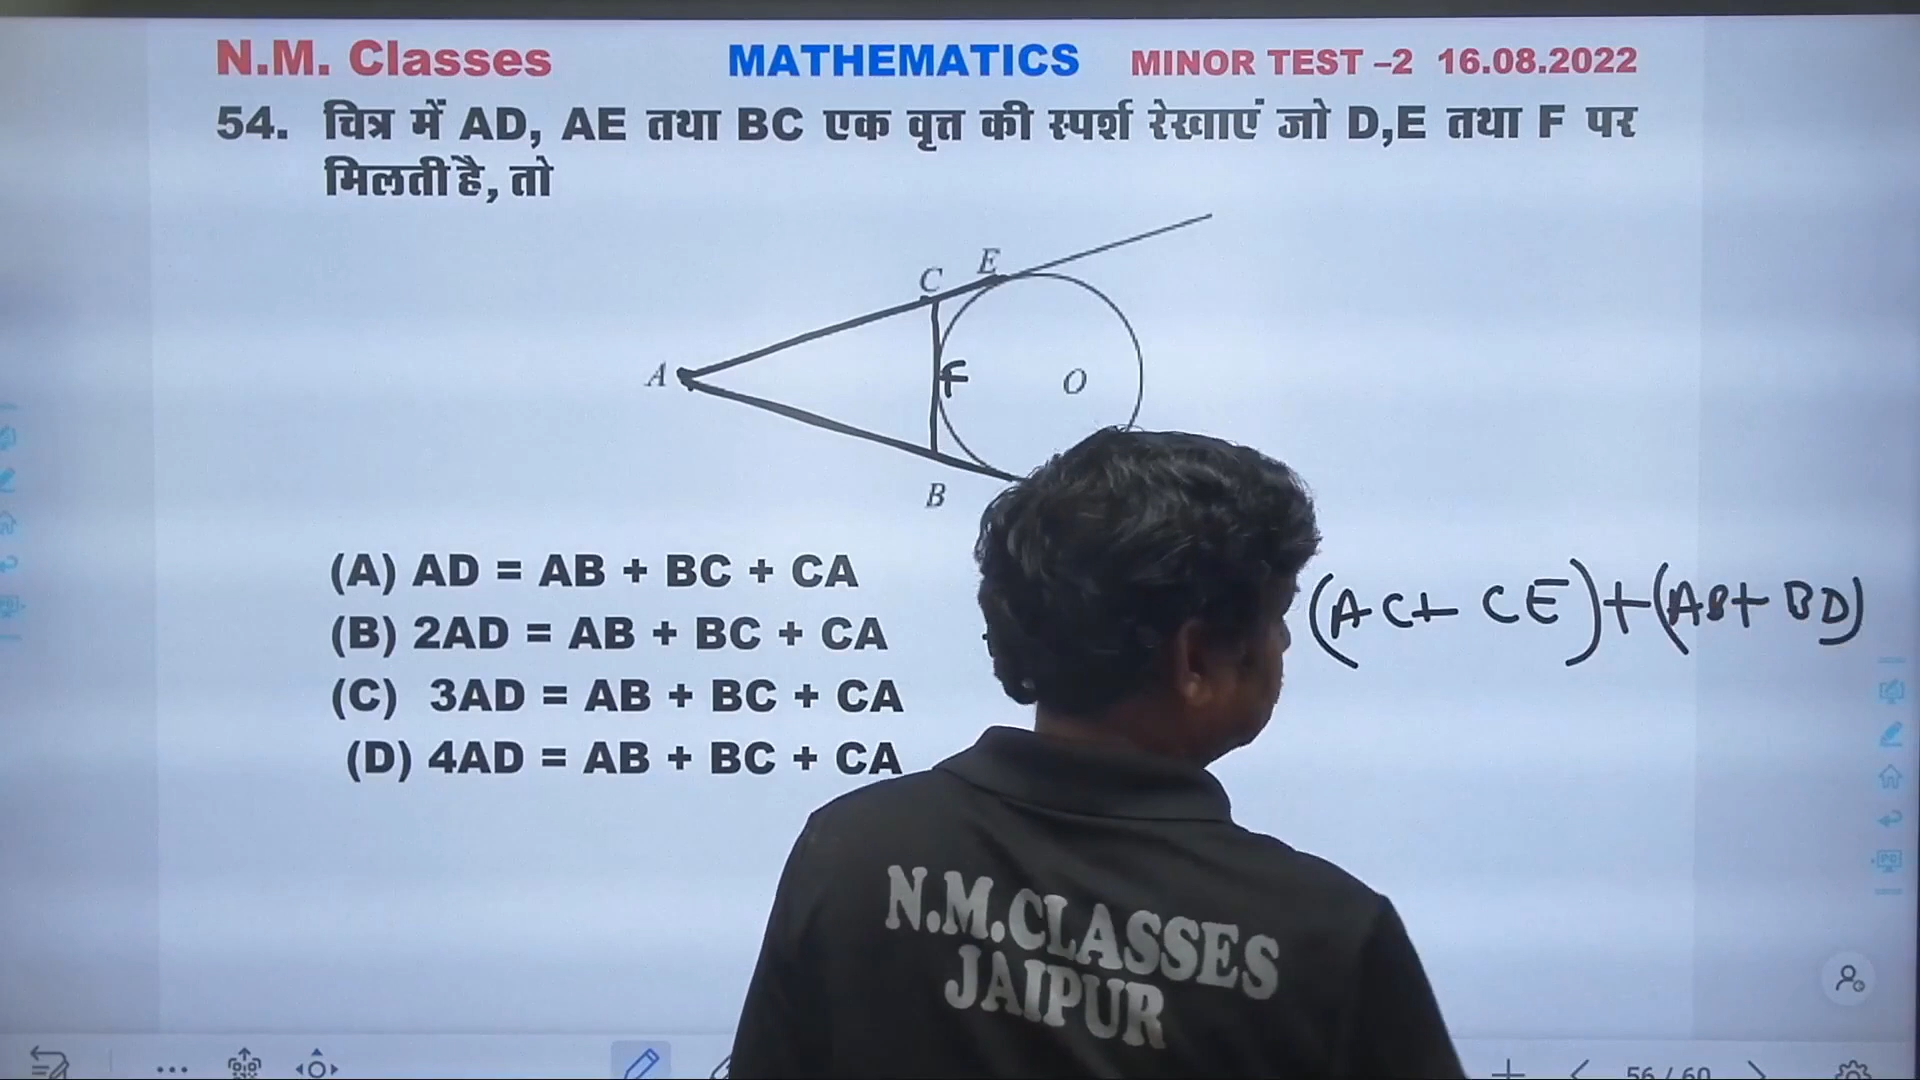 N.M. Classes MATHEMATICS MINOR TEST –2 16.08.2022
54. चित्र में AD, AE तथा BC एक वृत्त की स्पर्श रेखाएं जो D,E तथा F पर
मिलती है, तो
E
C
A
F
O
B
(A) AD = AB + BC + CA
(AC+ CE)+(AB+ BD)
(B) 2AD = AB + BC + CA
(C) 3AD = AB + BC + CA
(D) 4AD = AB + BC + CA
N.M.CLASSES
JAIPUR
56 / 60